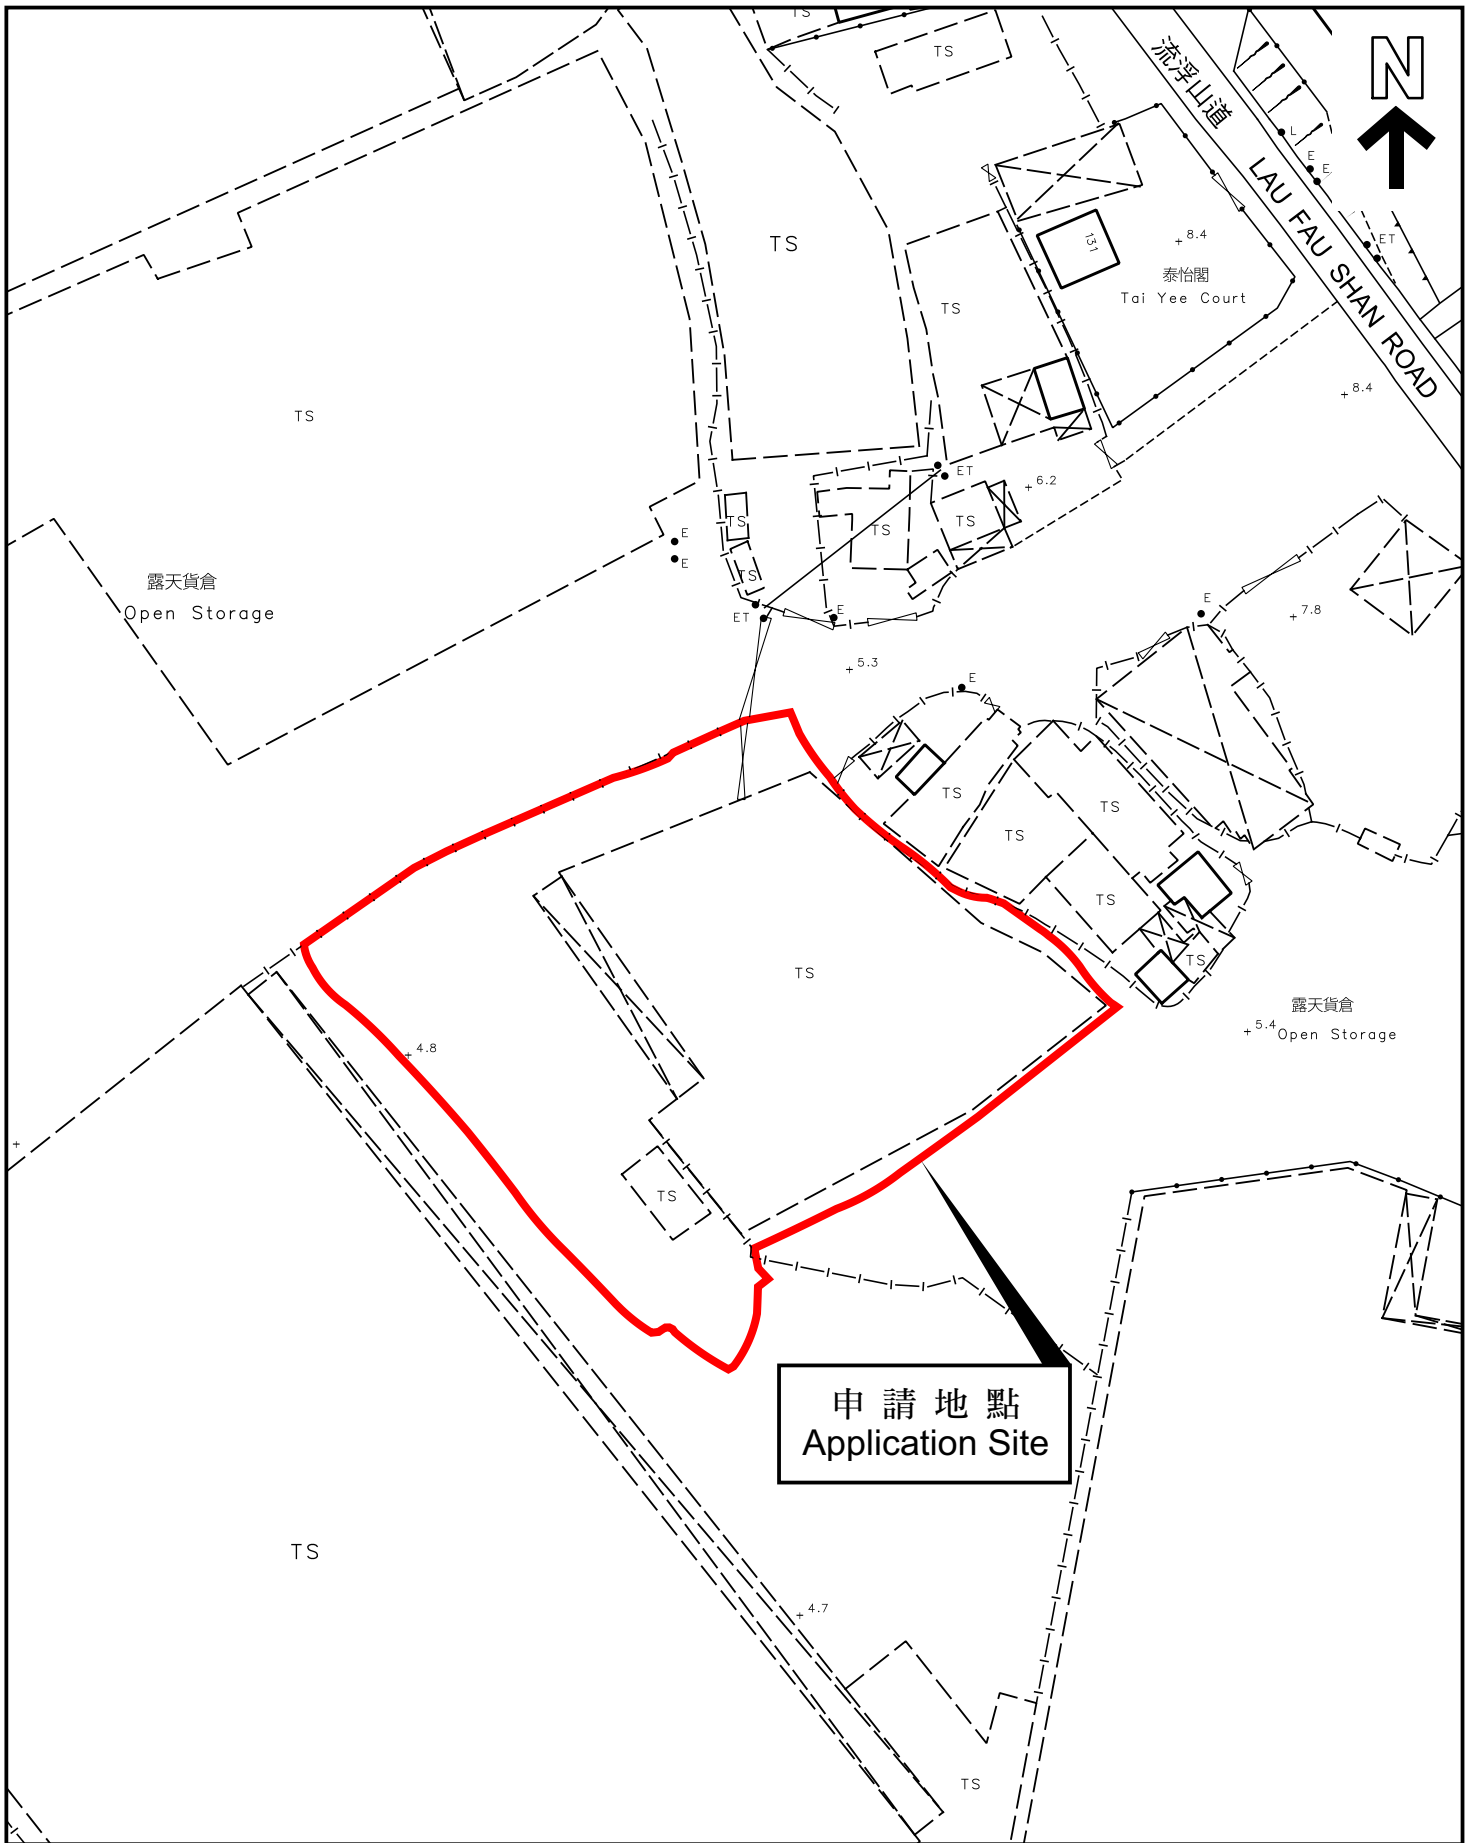 TS
TS
N
流浮山道
LAU FAU SHAN ROAD
L
E
E
ET
TS
131
8.4
泰怡閣
Tai Yee Court
TS
8.4
TS
ET
6.2
TS
TS
TS
E
E
TS
露天貨倉
Open Storage
ET
E
E
7.8
5.3
E
TS
TS
TS
TS
TS
TS
露天貨倉
5.4
Open Storage
4.8
TS
申請地點
Application Site
TS
4.7
TS